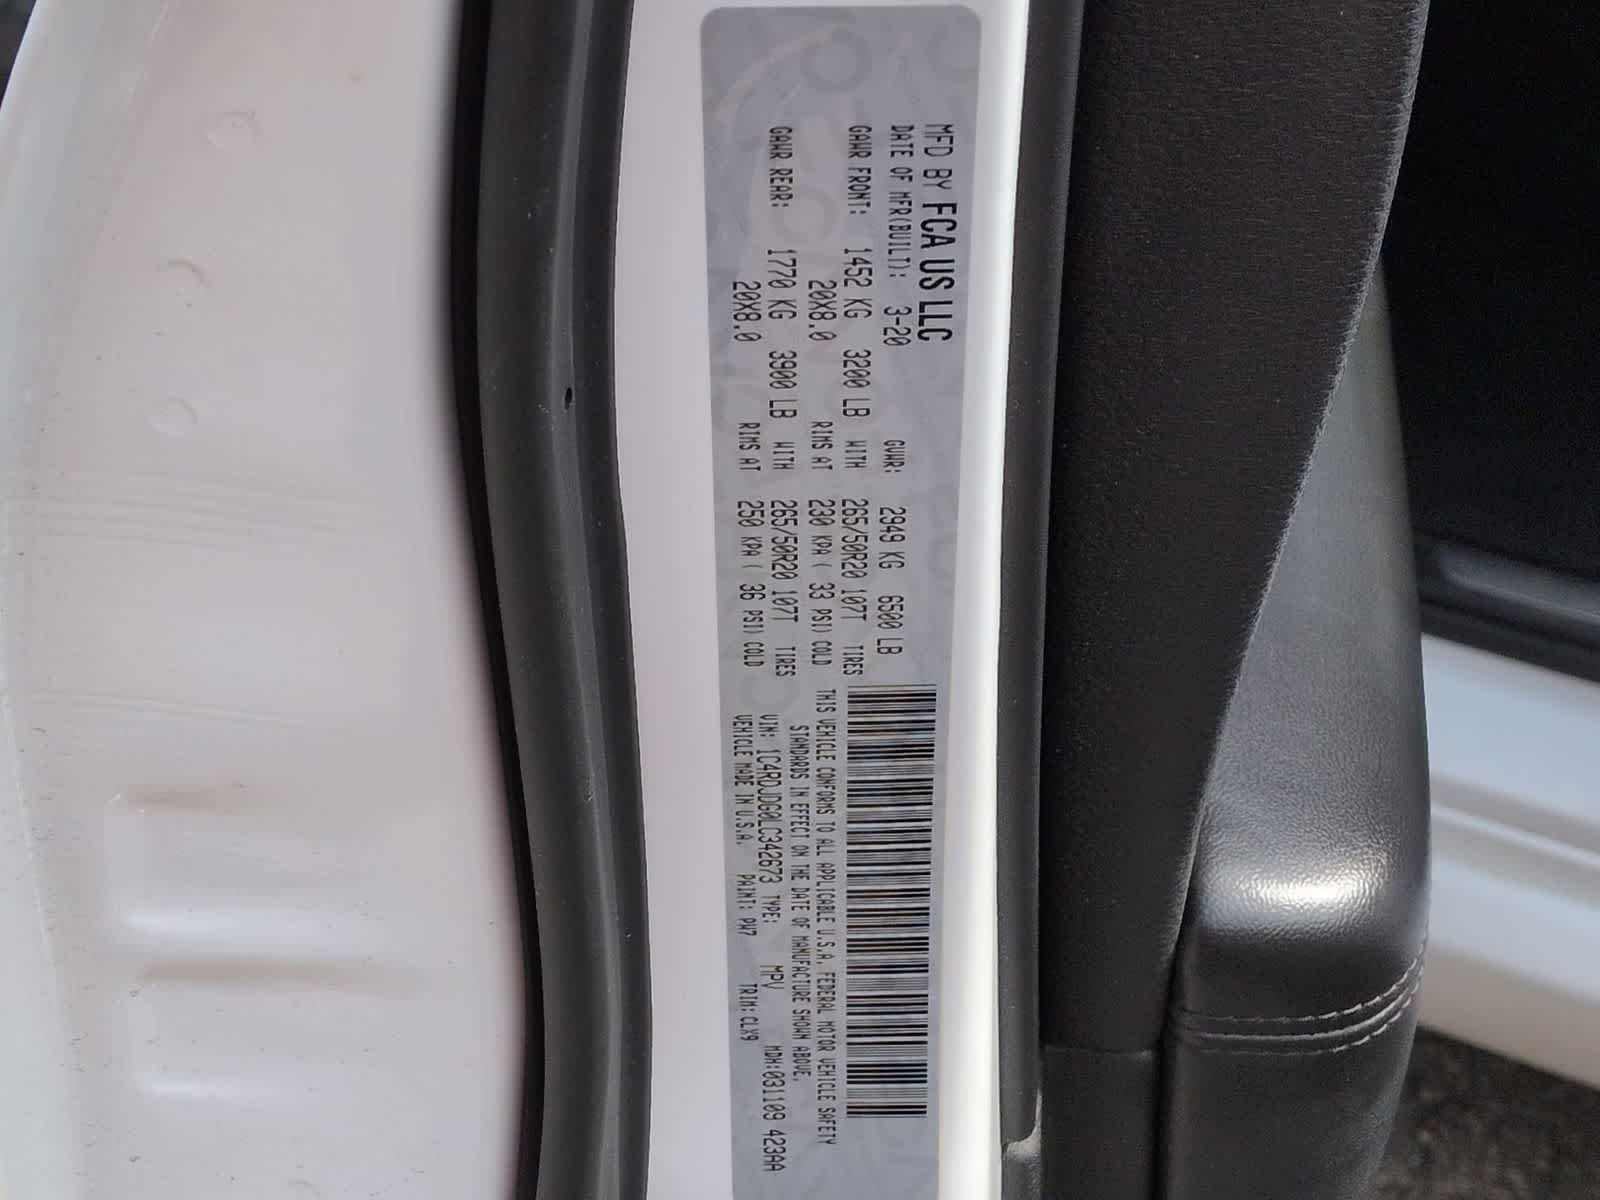 MFD BY FCA US LLC
DATE OF MFR(BUILT): 3-20 GVWR: 2949 KG 6500 LB
GAWR FRONT: 1452 KG 3200 LB WITH 265/50R20 107T TIRES
20X8.0 RIMS AT 230 KPA ( 33 PSI) COLD
GAWR REAR: 1770 KG 3900 LB WITH 265/50R20 107T TIRES
20X8.0 RIMS AT 250 KPA ( 36 PSI) COLD
THIS VEHICLE CONFORMS TO ALL APPLICABLE U.S.A. FEDERAL MOTOR VEHICLE SAFETY
STANDARDS IN EFFECT ON THE DATE OF MANUFACTURE SHOWN ABOVE.
VIN: 1C4RDJDG0LC342673 TYPE: MPV MDH:031109 423AA
VEHICLE MADE IN U.S.A. PAINT: PW7 TRIM: CLX9